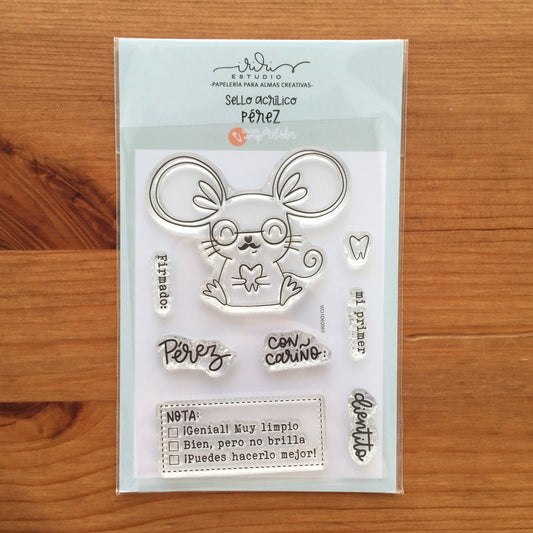 iriri
ESTUDIO
-PAPELERÍA PARA ALMAS CREATIVAS-
SELLO ACRÍLICO
PÉREZ
Firmado:
mi primer
Pérez
CON
CARIÑO:
dientito
NOTA:
¡Genial! Muy limpio
Bien, pero no brilla
¡Puedes hacerlo mejor!